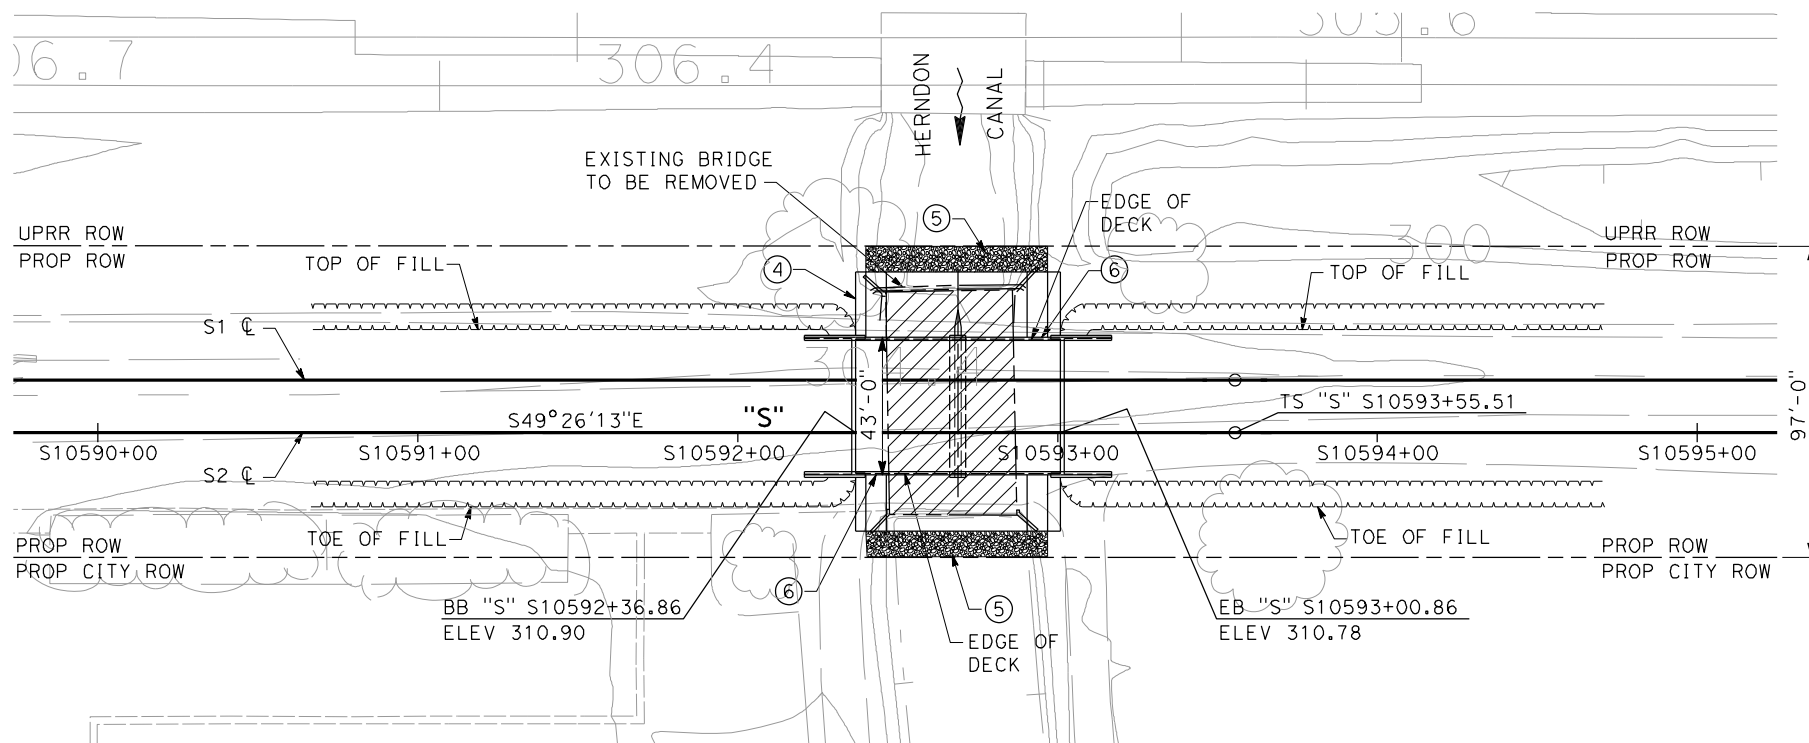 306.4
HERNDON
CANAL
EXISTING BRIDGE
TO BE REMOVED
5
EDGE OF
DECK
300
UPRR ROW
PROP ROW
UPRR ROW
PROP ROW
TOP OF FILL
4
6
TOP OF FILL
S1 ℄
43'-0"
97'-0"
S49°26'13"E
"S"
TS "S" S10593+55.51
S10590+00
S10591+00
S10592+00
S10593+00
S10594+00
S10595+00
S2 ℄
TOE OF FILL
TOE OF FILL
PROP ROW
PROP CITY ROW
PROP ROW
PROP CITY ROW
6
5
BB "S" S10592+36.86
ELEV 310.90
EB "S" S10593+00.86
ELEV 310.78
EDGE OF
DECK